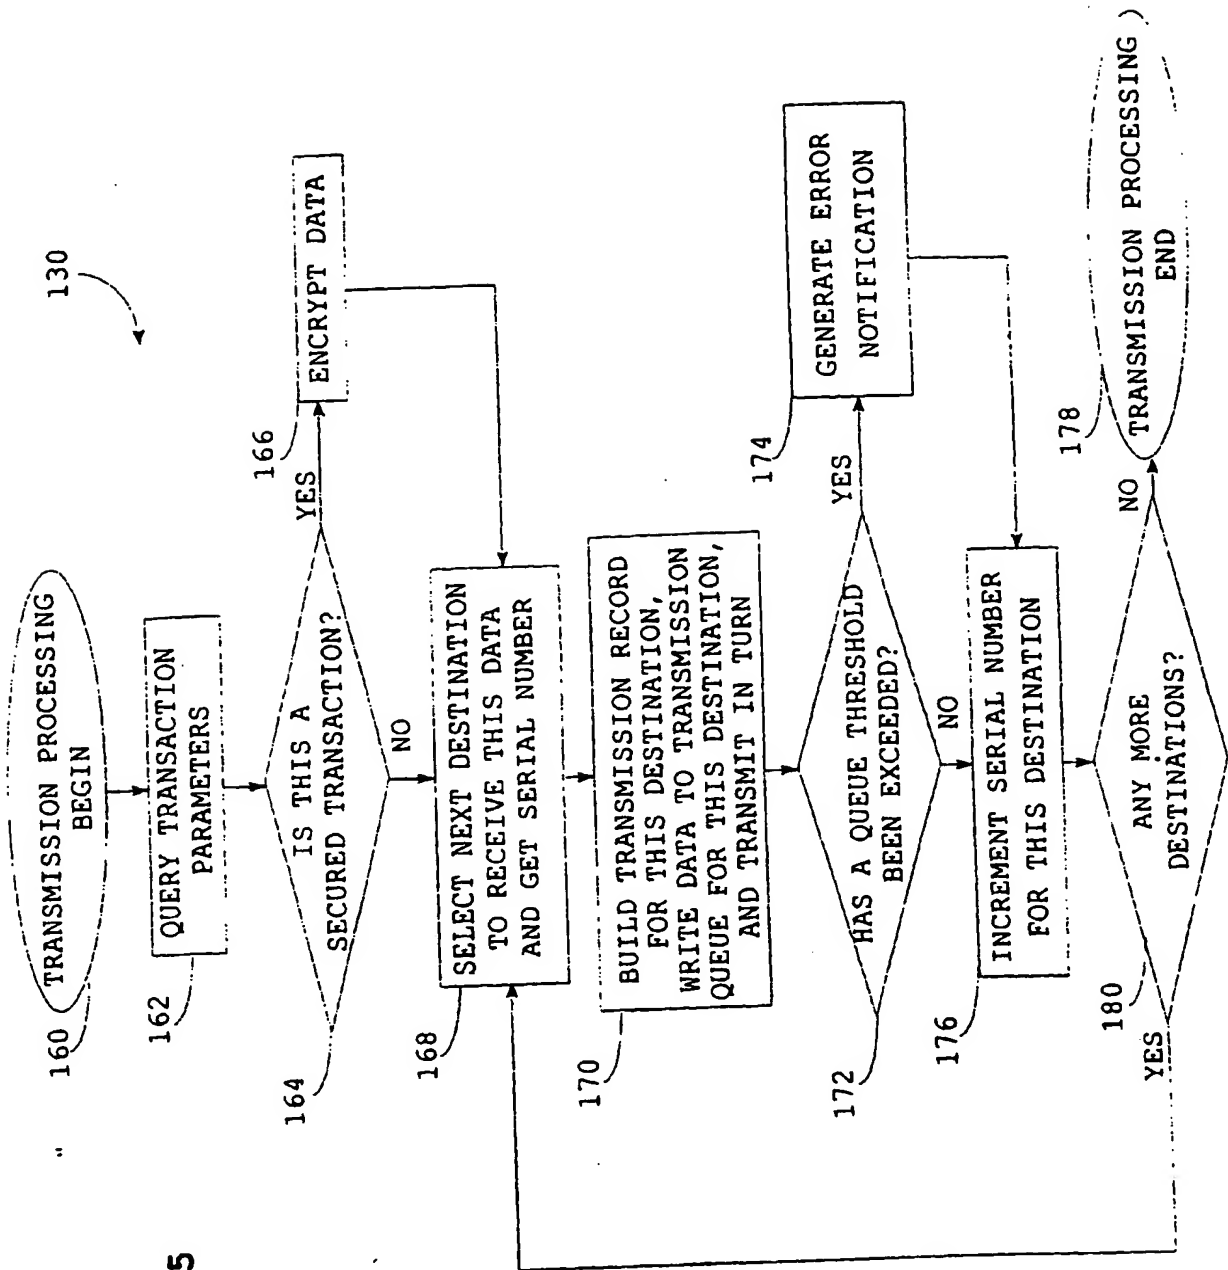 130
TRANSMISSION PROCESSING
BEGIN
160
QUERY TRANSACTION
PARAMETERS
162
IS THIS A
SECURED TRANSACTION?
164
YES
NO
166
ENCRYPT DATA
168
SELECT NEXT DESTINATION
TO RECEIVE THIS DATA
AND GET SERIAL NUMBER
170
BUILD TRANSMISSION RECORD
FOR THIS DESTINATION,
WRITE DATA TO TRANSMISSION
QUEUE FOR THIS DESTINATION,
AND TRANSMIT IN TURN
172
HAS A QUEUE THRESHOLD
BEEN EXCEEDED?
YES
NO
174
GENERATE ERROR
NOTIFICATION
176
INCREMENT SERIAL NUMBER
FOR THIS DESTINATION
180
ANY MORE
DESTINATIONS?
YES
NO
178
TRANSMISSION PROCESSING
END
5